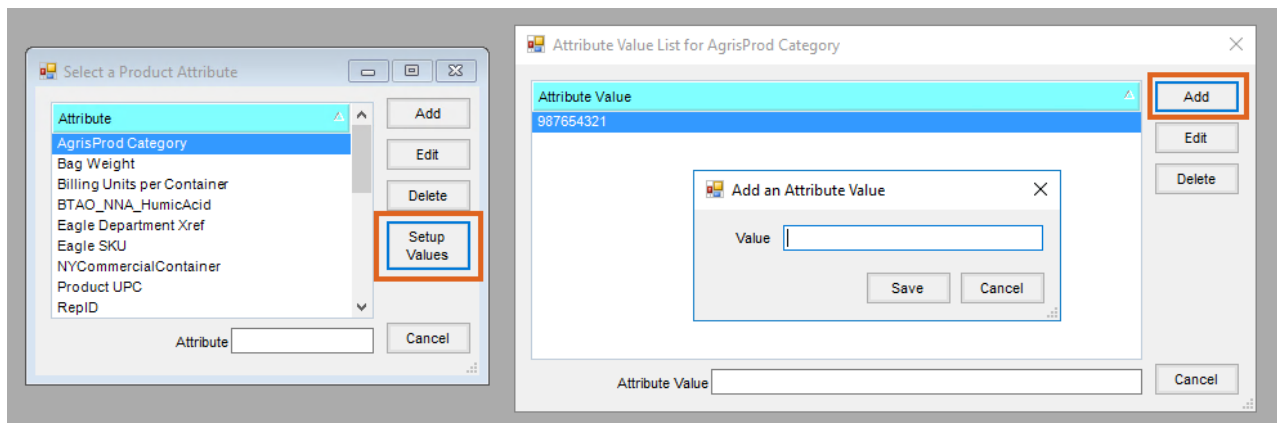 Select a Product Attribute
Attribute
AgrisProd Category
Bag Weight
Billing Units per Container
BTAO_NNA_HumicAcid
Eagle Department Xref
Eagle SKU
NYCommercialContainer
Product UPC
RepID
Add
Edit
Delete
Setup
Values
Attribute
Cancel
Attribute Value List for AgrisProd Category
Attribute Value
987654321
Add
Edit
Delete
Add an Attribute Value
Value
Save
Cancel
Attribute Value
Cancel